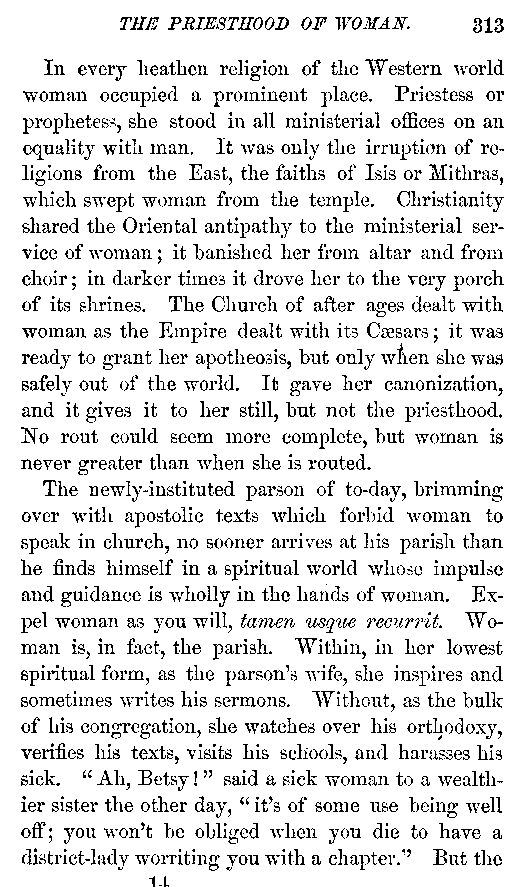 THE PRIESTHOOD OF WOMAN. 313
In every heathen religion of the Western world
woman occupied a prominent place. Priestess or
prophetess, she stood in all ministerial offices on an
equality with man. It was only the irruption of re-
ligions from the East, the faiths of Isis or Mithras,
which swept woman from the temple. Christianity
shared the Oriental antipathy to the ministerial ser-
vice of woman; it banished her from altar and from
choir; in darker times it drove her to the very porch
of its shrines. The Church of after ages dealt with
woman as the Empire dealt with its Cæsars; it was
ready to grant her apotheosis, but only when she was
safely out of the world. It gave her canonization,
and it gives it to her still, but not the priesthood.
No rout could seem more complete, but woman is
never greater than when she is routed.
The newly-instituted parson of to-day, brimming
over with apostolic texts which forbid woman to
speak in church, no sooner arrives at his parish than
he finds himself in a spiritual world whose impulse
and guidance is wholly in the hands of woman. Ex-
pel woman as you will, tamen usque recurrit. Wo-
man is, in fact, the parish. Within, in her lowest
spiritual form, as the parson's wife, she inspires and
sometimes writes his sermons. Without, as the bulk
of his congregation, she watches over his orthodoxy,
verifies his texts, visits his schools, and harasses his
sick. "Ah, Betsy!" said a sick woman to a wealth-
ier sister the other day, "it's of some use being well
off; you won't be obliged when you die to have a
district-lady worriting you with a chapter." But the
14